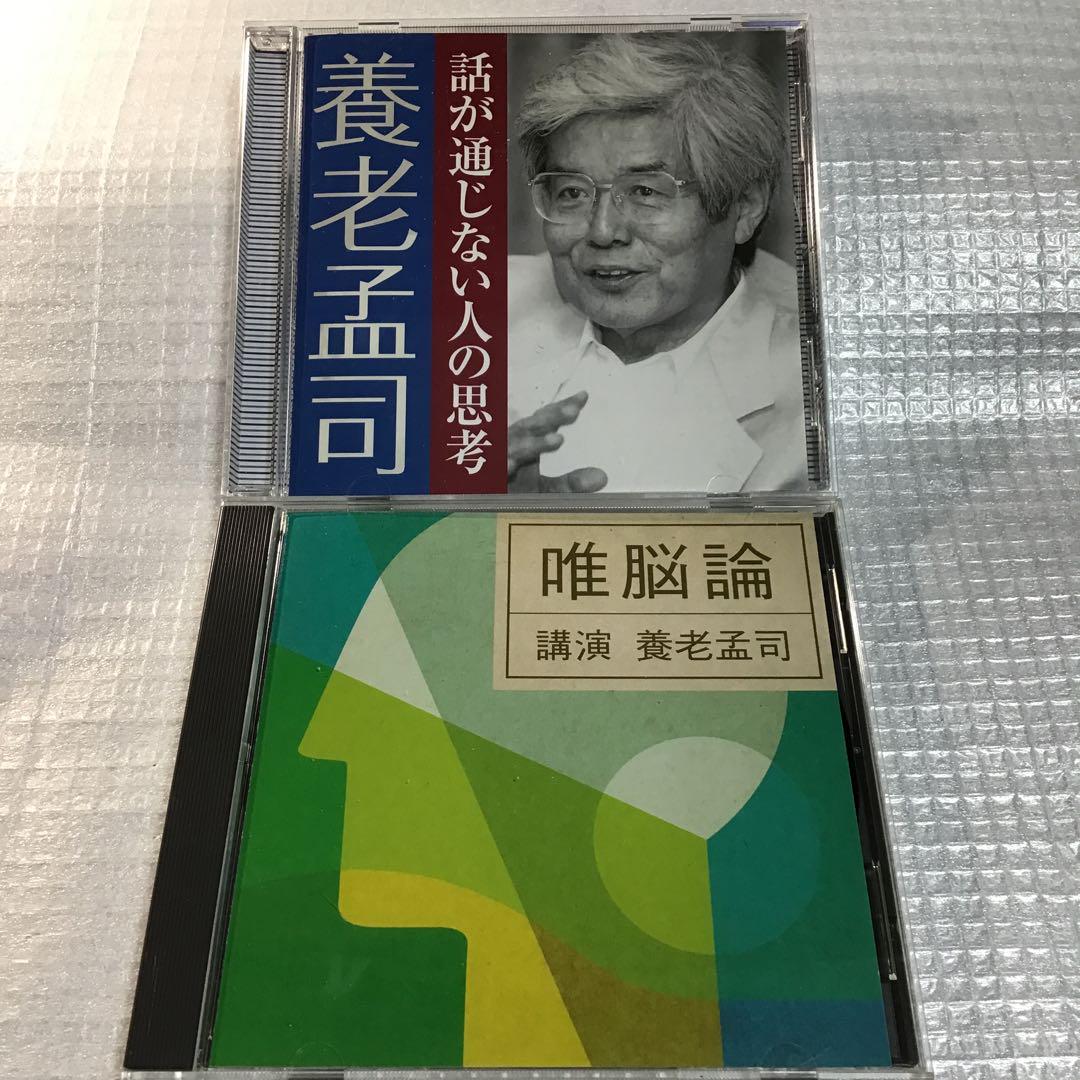 話が通じない人の思考
養老孟司
唯脳論
講演 養老孟司